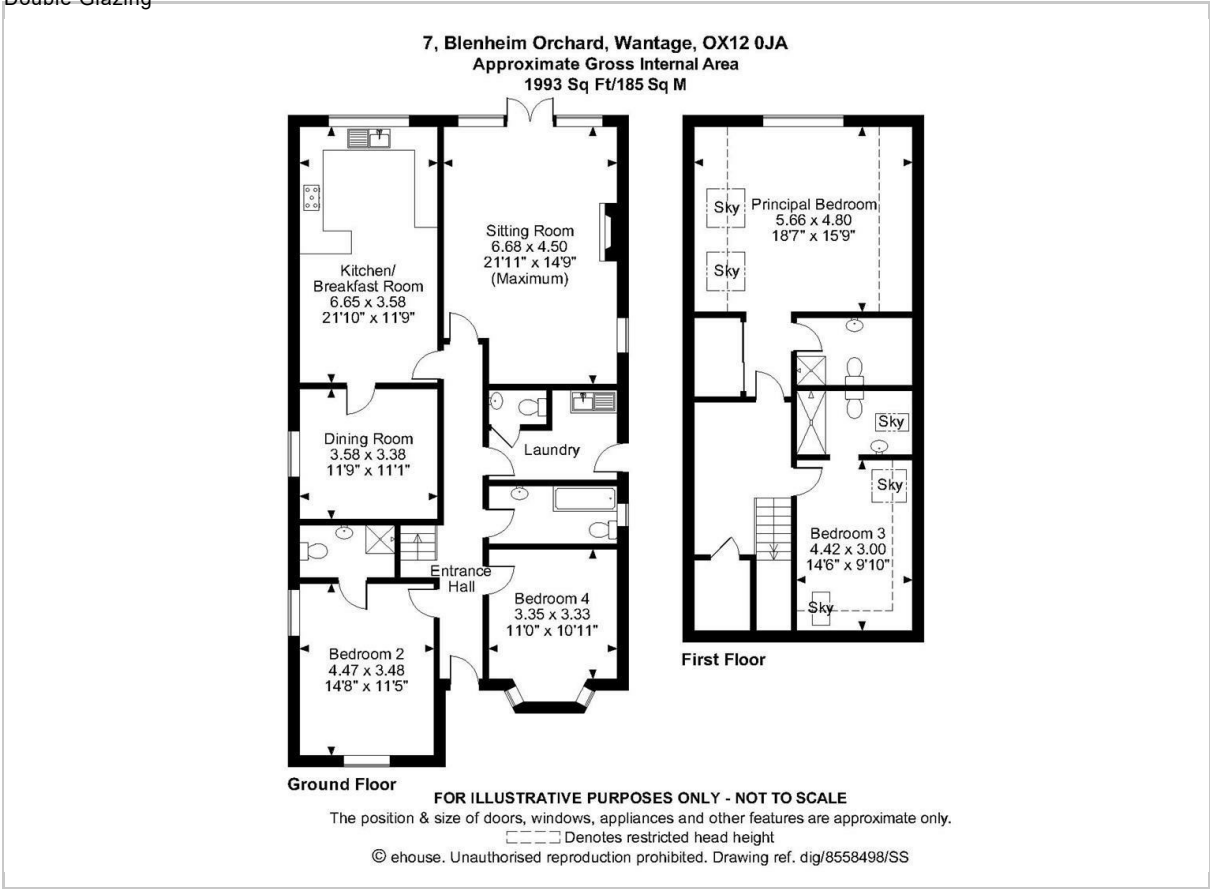 Double Glazing
7, Blenheim Orchard, Wantage, OX12 0JA
Approximate Gross Internal Area
1993 Sq Ft/185 Sq M
Kitchen/
Breakfast Room
6.65 x 3.58
21'10" x 11'9"
Sitting Room
6.68 x 4.50
21'11" x 14'9"
(Maximum)
Dining Room
3.58 x 3.38
11'9" x 11'1"
Laundry
Entrance
Hall
Bedroom 2
4.47 x 3.48
14'8" x 11'5"
Bedroom 4
3.35 x 3.33
11'0" x 10'11"
Ground Floor
Sky
Principal Bedroom
5.66 x 4.80
18'7" x 15'9"
Sky
Sky
Sky
Bedroom 3
4.42 x 3.00
14'6" x 9'10"
Sky
First Floor
FOR ILLUSTRATIVE PURPOSES ONLY - NOT TO SCALE
The position & size of doors, windows, appliances and other features are approximate only.
Denotes restricted head height
© ehouse. Unauthorised reproduction prohibited. Drawing ref. dig/8558498/SS